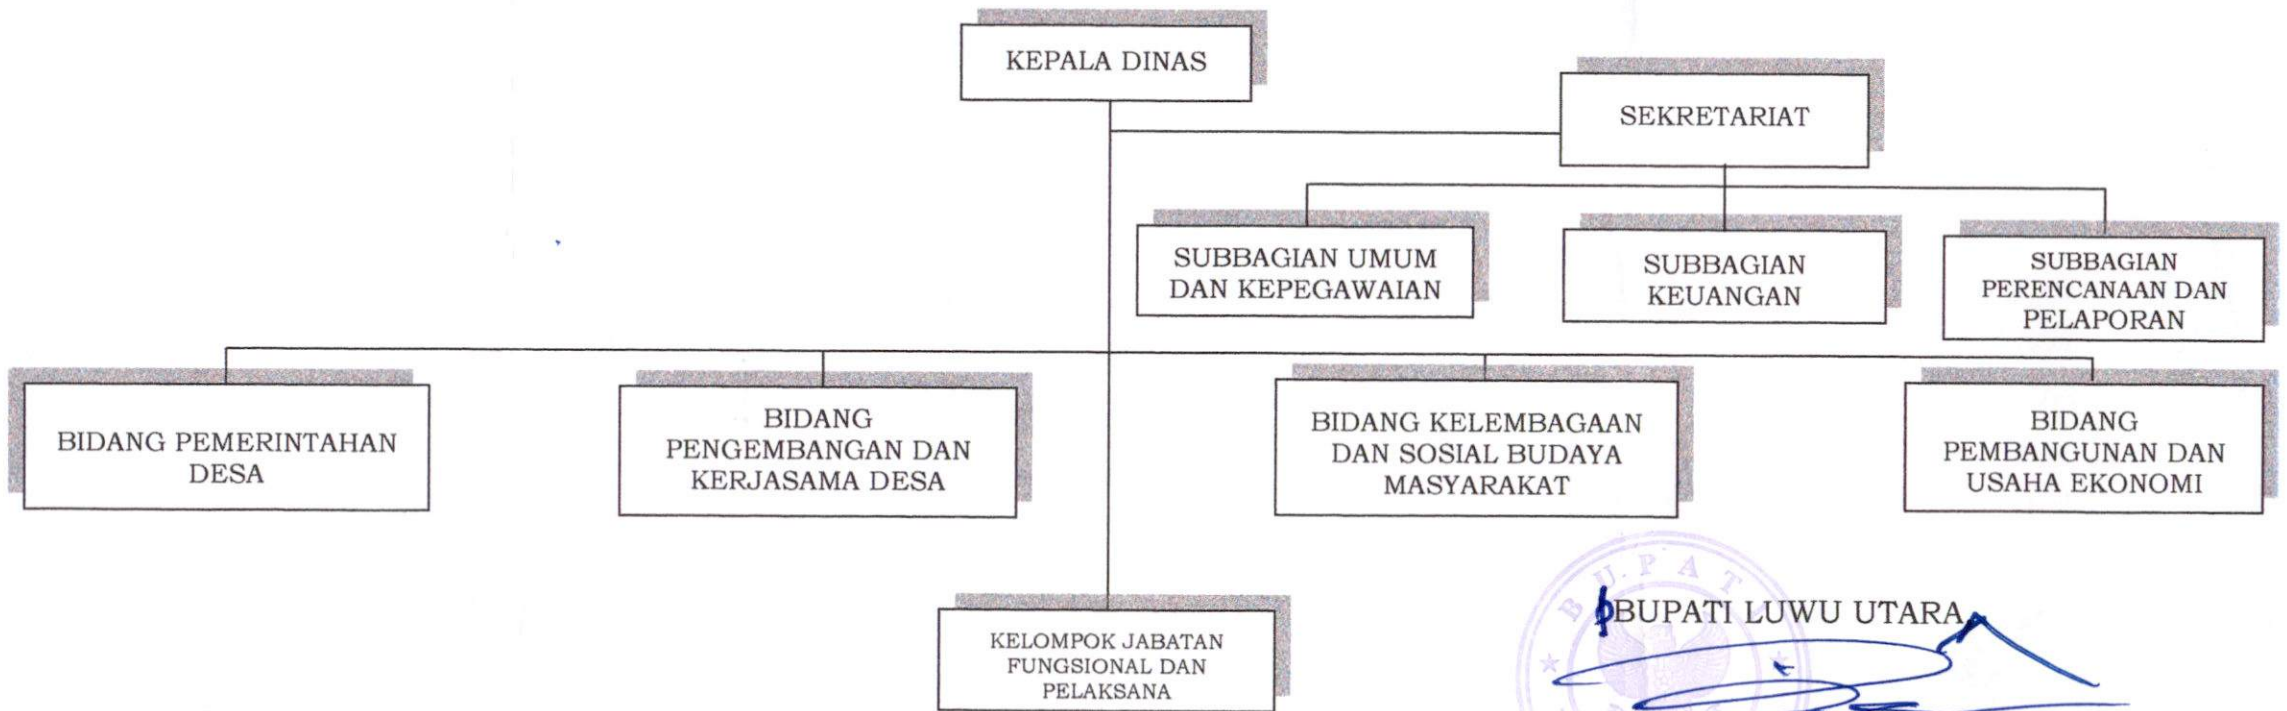 KEPALA DINAS
SEKRETARIAT
SUBBAGIAN UMUM
DAN KEPEGAWAIAN
SUBBAGIAN
KEUANGAN
SUBBAGIAN
PERENCANAAN DAN
PELAPORAN
BIDANG PEMERINTAHAN
DESA
BIDANG
PENGEMBANGAN DAN
KERJASAMA DESA
BIDANG KELEMBAGAAN
DAN SOSIAL BUDAYA
MASYARAKAT
BIDANG
PEMBANGUNAN DAN
USAHA EKONOMI
KELOMPOK JABATAN
FUNGSIONAL DAN
PELAKSANA
BUPATI
BUPATI LUWU UTARA,